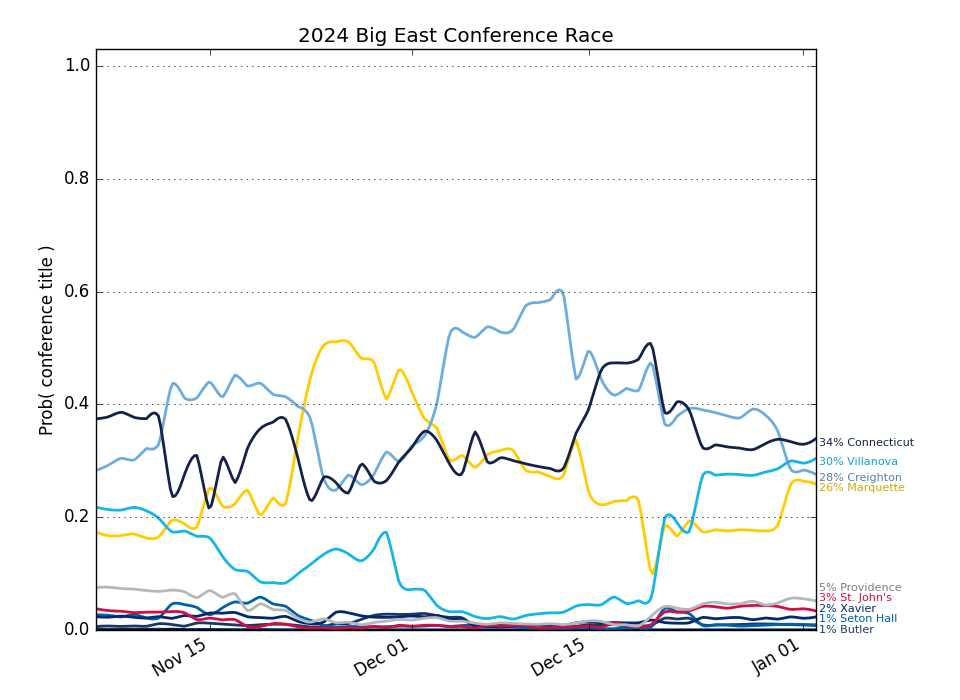 2024 Big East Conference Race
Prob( conference title )
1.0
0.8
0.6
0.4
0.2
0.0
Nov 15
Dec 01
Dec 15
Jan 01
34% Connecticut
30% Villanova
28% Creighton
26% Marquette
5% Providence
3% St. John's
2% Xavier
1% Seton Hall
1% Butler